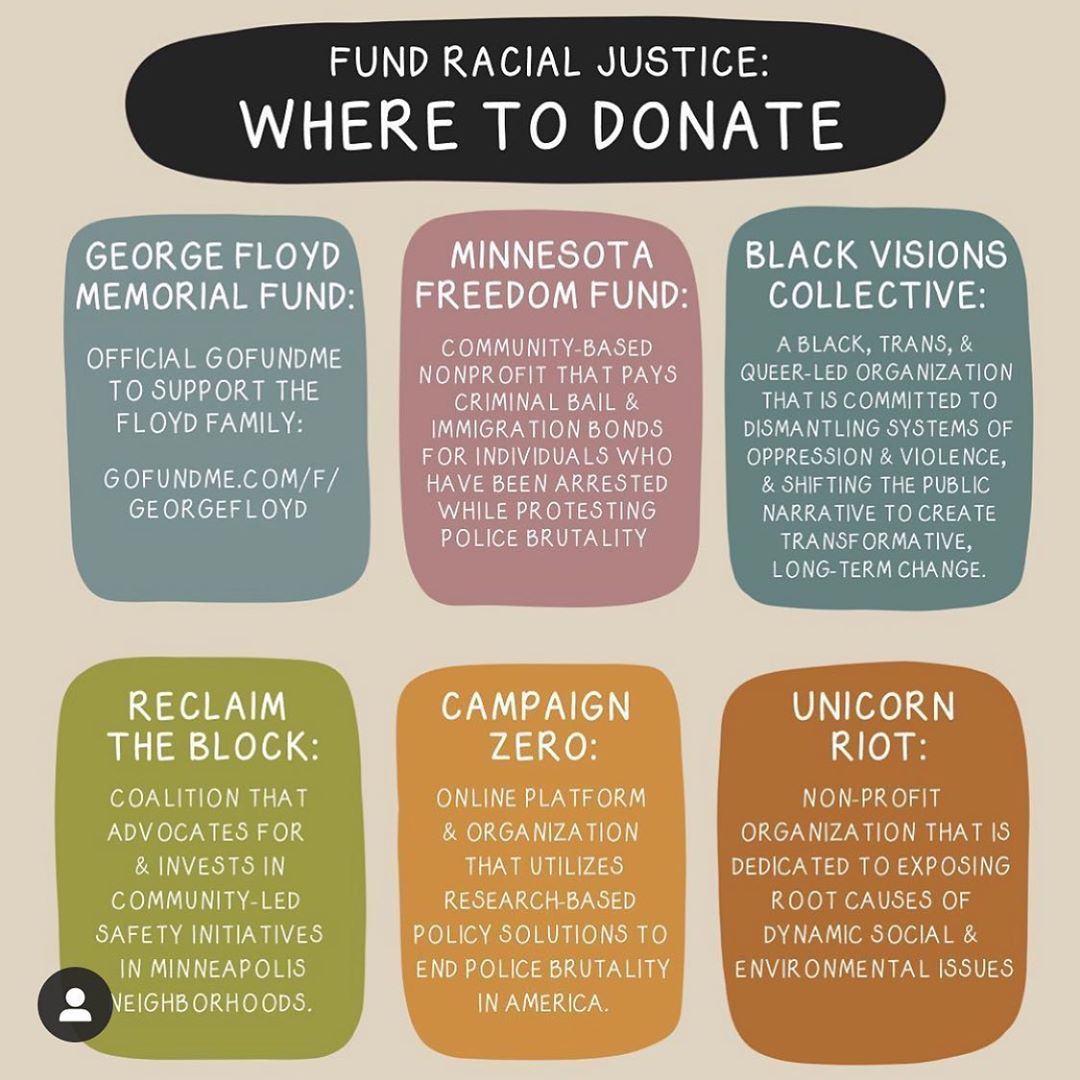 FUND RACIAL JUSTICE:
WHERE TO DONATE
GEORGE FLOYD
MEMORIAL FUND:
OFFICIAL GOFUNDME
TO SUPPORT THE
FLOYD FAMILY:
GOFUNDME.COM/F/
GEORGEFLOYD
MINNESOTA
FREEDOM FUND:
COMMUNITY-BASED
NONPROFIT THAT PAYS
CRIMINAL BAIL &
IMMIGRATION BONDS
FOR INDIVIDUALS WHO
HAVE BEEN ARRESTED
WHILE PROTESTING
POLICE BRUTALITY
BLACK VISIONS
COLLECTIVE:
A BLACK, TRANS, &
QUEER-LED ORGANIZATION
THAT IS COMMITTED TO
DISMANTLING SYSTEMS OF
OPPRESSION & VIOLENCE,
& SHIFTING THE PUBLIC
NARRATIVE TO CREATE
TRANSFORMATIVE,
LONG-TERM CHANGE.
RECLAIM
THE BLOCK:
COALITION THAT
ADVOCATES FOR
& INVESTS IN
COMMUNITY-LED
SAFETY INITIATIVES
IN MINNEAPOLIS
NEIGHBORHOODS.
CAMPAIGN
ZERO:
ONLINE PLATFORM
& ORGANIZATION
THAT UTILIZES
RESEARCH-BASED
POLICY SOLUTIONS TO
END POLICE BRUTALITY
IN AMERICA.
UNICORN
RIOT:
NON-PROFIT
ORGANIZATION THAT IS
DEDICATED TO EXPOSING
ROOT CAUSES OF
DYNAMIC SOCIAL &
ENVIRONMENTAL ISSUES